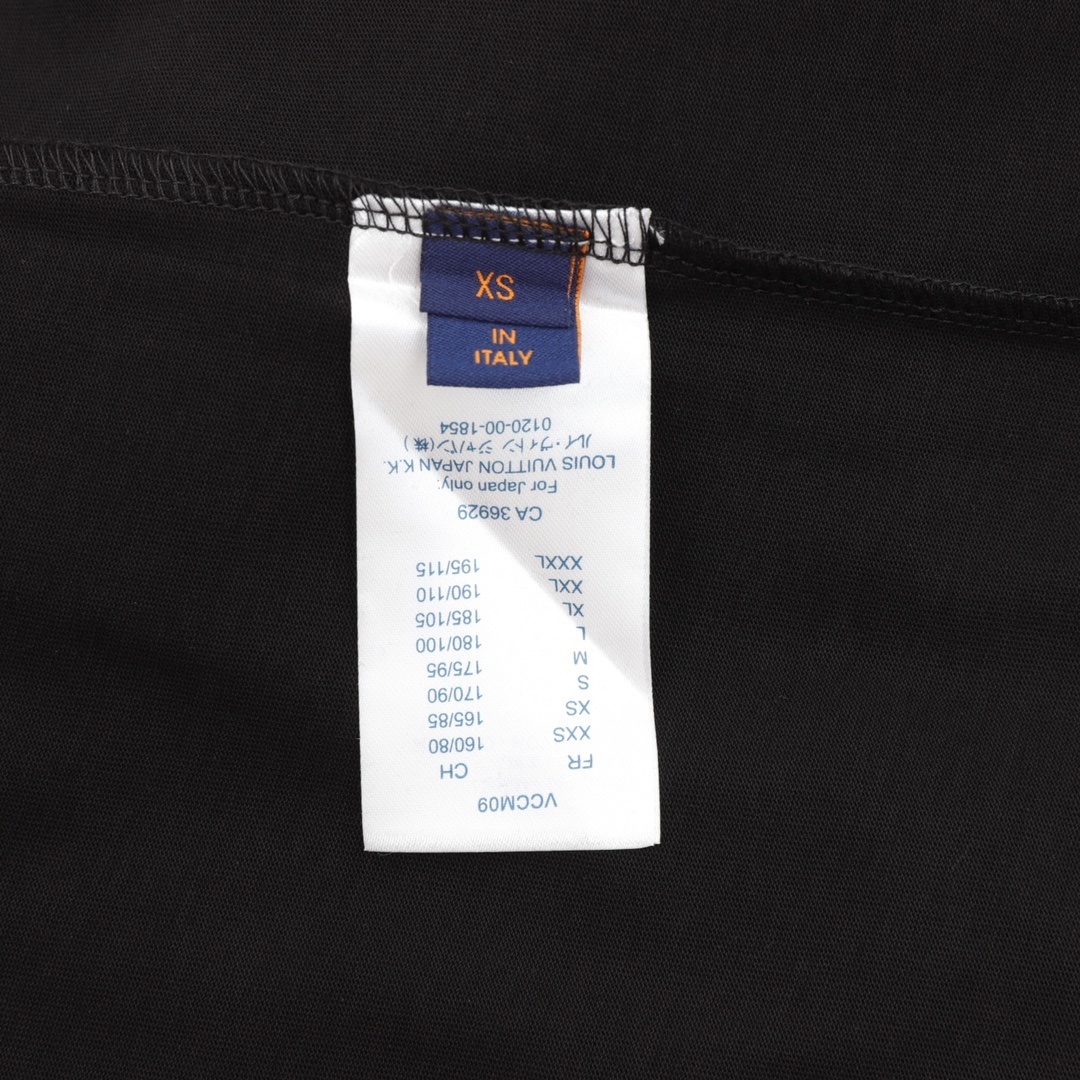 XS
IN
ITALY
VCCM09
FR CH
XXS 160/80
XS 165/85
S 170/90
M 175/95
L 180/100
XL 185/105
XXL 190/110
XXXL 195/115
CA 36929
For Japan only:
LOUIS VUITTON JAPAN K.K.
ルイ・ヴィトン ジャパン(株)
0120-00-1854